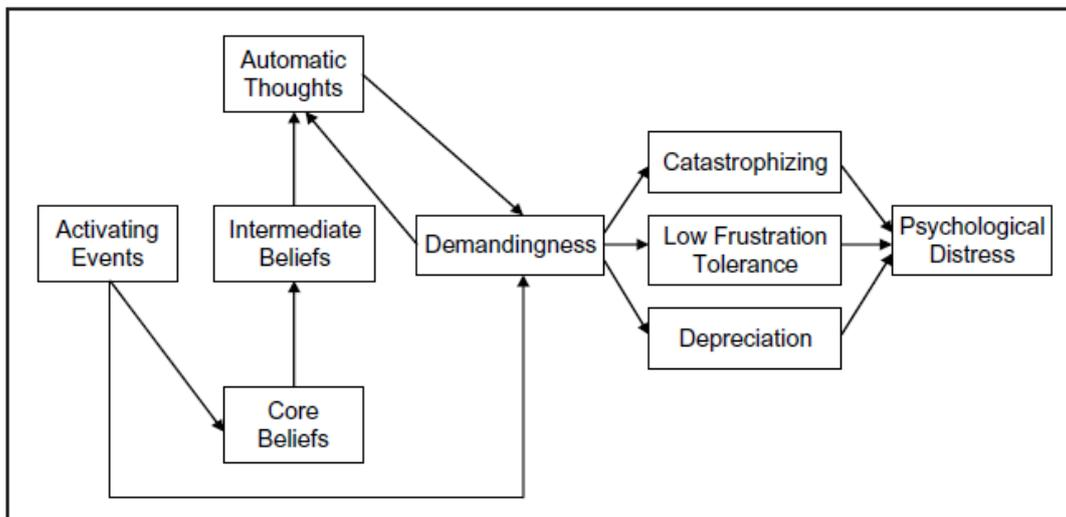 Automatic
Thoughts
Catastrophizing
Activating
Events
Intermediate
Beliefs
Demandingness
Low Frustration
Tolerance
Psychological
Distress
Depreciation
Core
Beliefs